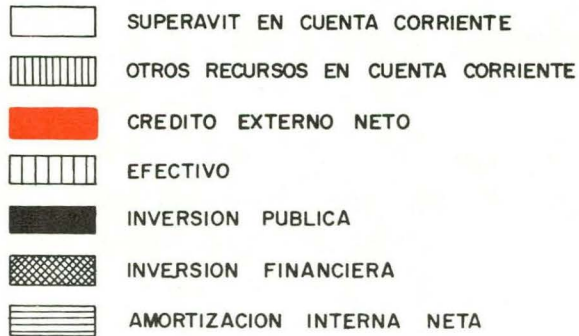 SUPERAVIT EN CUENTA CORRIENTE
OTROS RECURSOS EN CUENTA CORRIENTE
CREDITO EXTERNO NETO
EFECTIVO
INVERSION PUBLICA
INVERSION FINANCIERA
AMORTIZACION INTERNA NETA